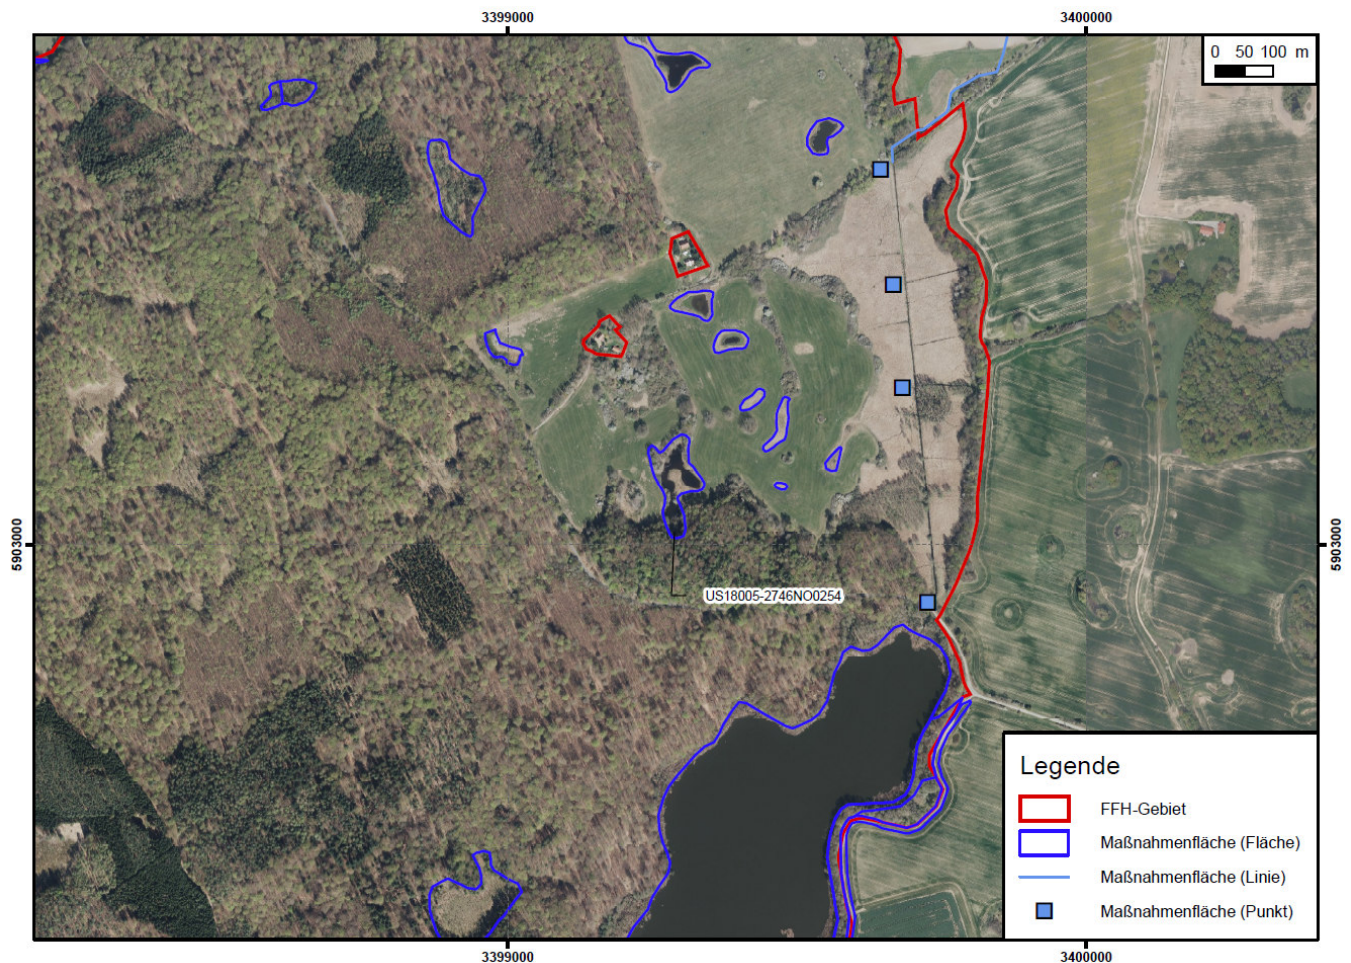 3399000
3400000
0 50 100 m
5903000
5903000
US18005-2746NO0254
Legende
FFH-Gebiet
Maßnahmenfläche (Fläche)
Maßnahmenfläche (Linie)
Maßnahmenfläche (Punkt)
3399000
3400000